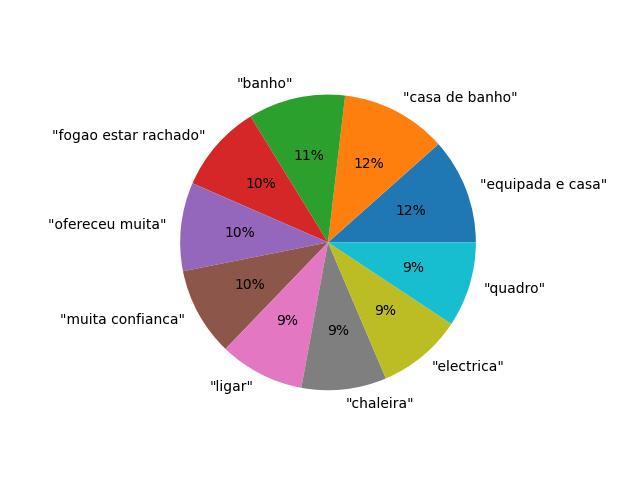 "banho"
"casa de banho"
"fogao estar rachado"
11%
12%
10%
"equipada e casa"
12%
"ofereceu muita"
10%
9%
10%
"quadro"
"muita confianca"
9%
9%
9%
"electrica"
"ligar"
"chaleira"